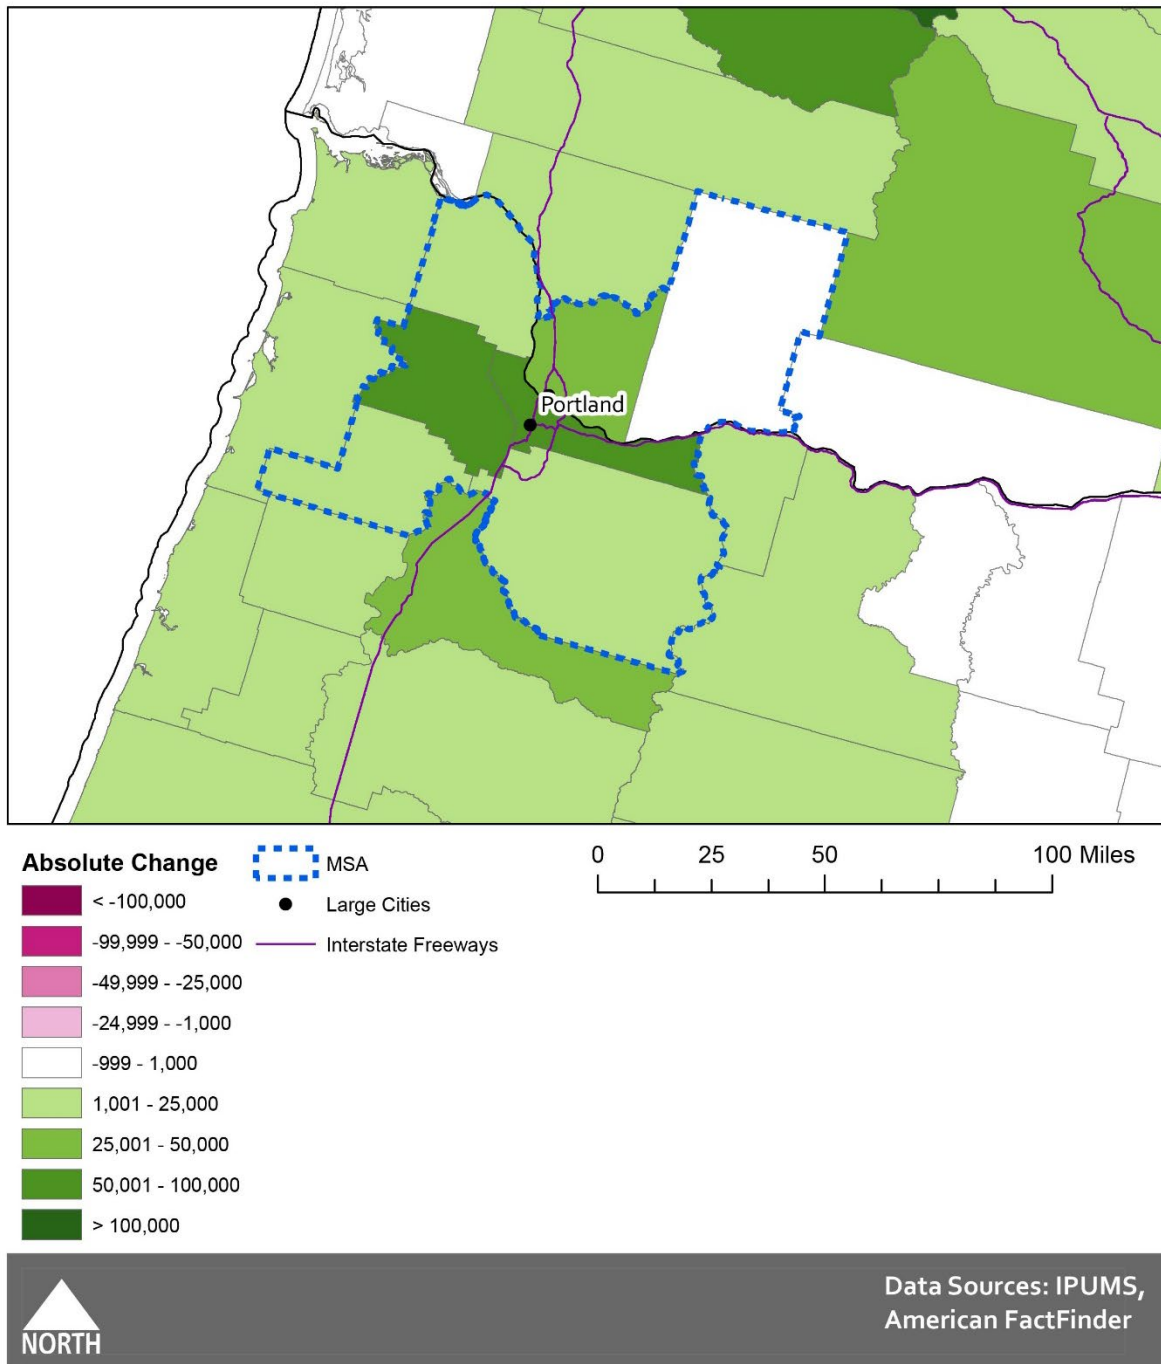 Portland
Absolute Change
< -100,000
-99,999 - -50,000
-49,999 - -25,000
-24,999 - -1,000
-999 - 1,000
1,001 - 25,000
25,001 - 50,000
50,001 - 100,000
> 100,000
MSA
Large Cities
Interstate Freeways
0 25 50 100 Miles
NORTH
Data Sources: IPUMS,
American FactFinder